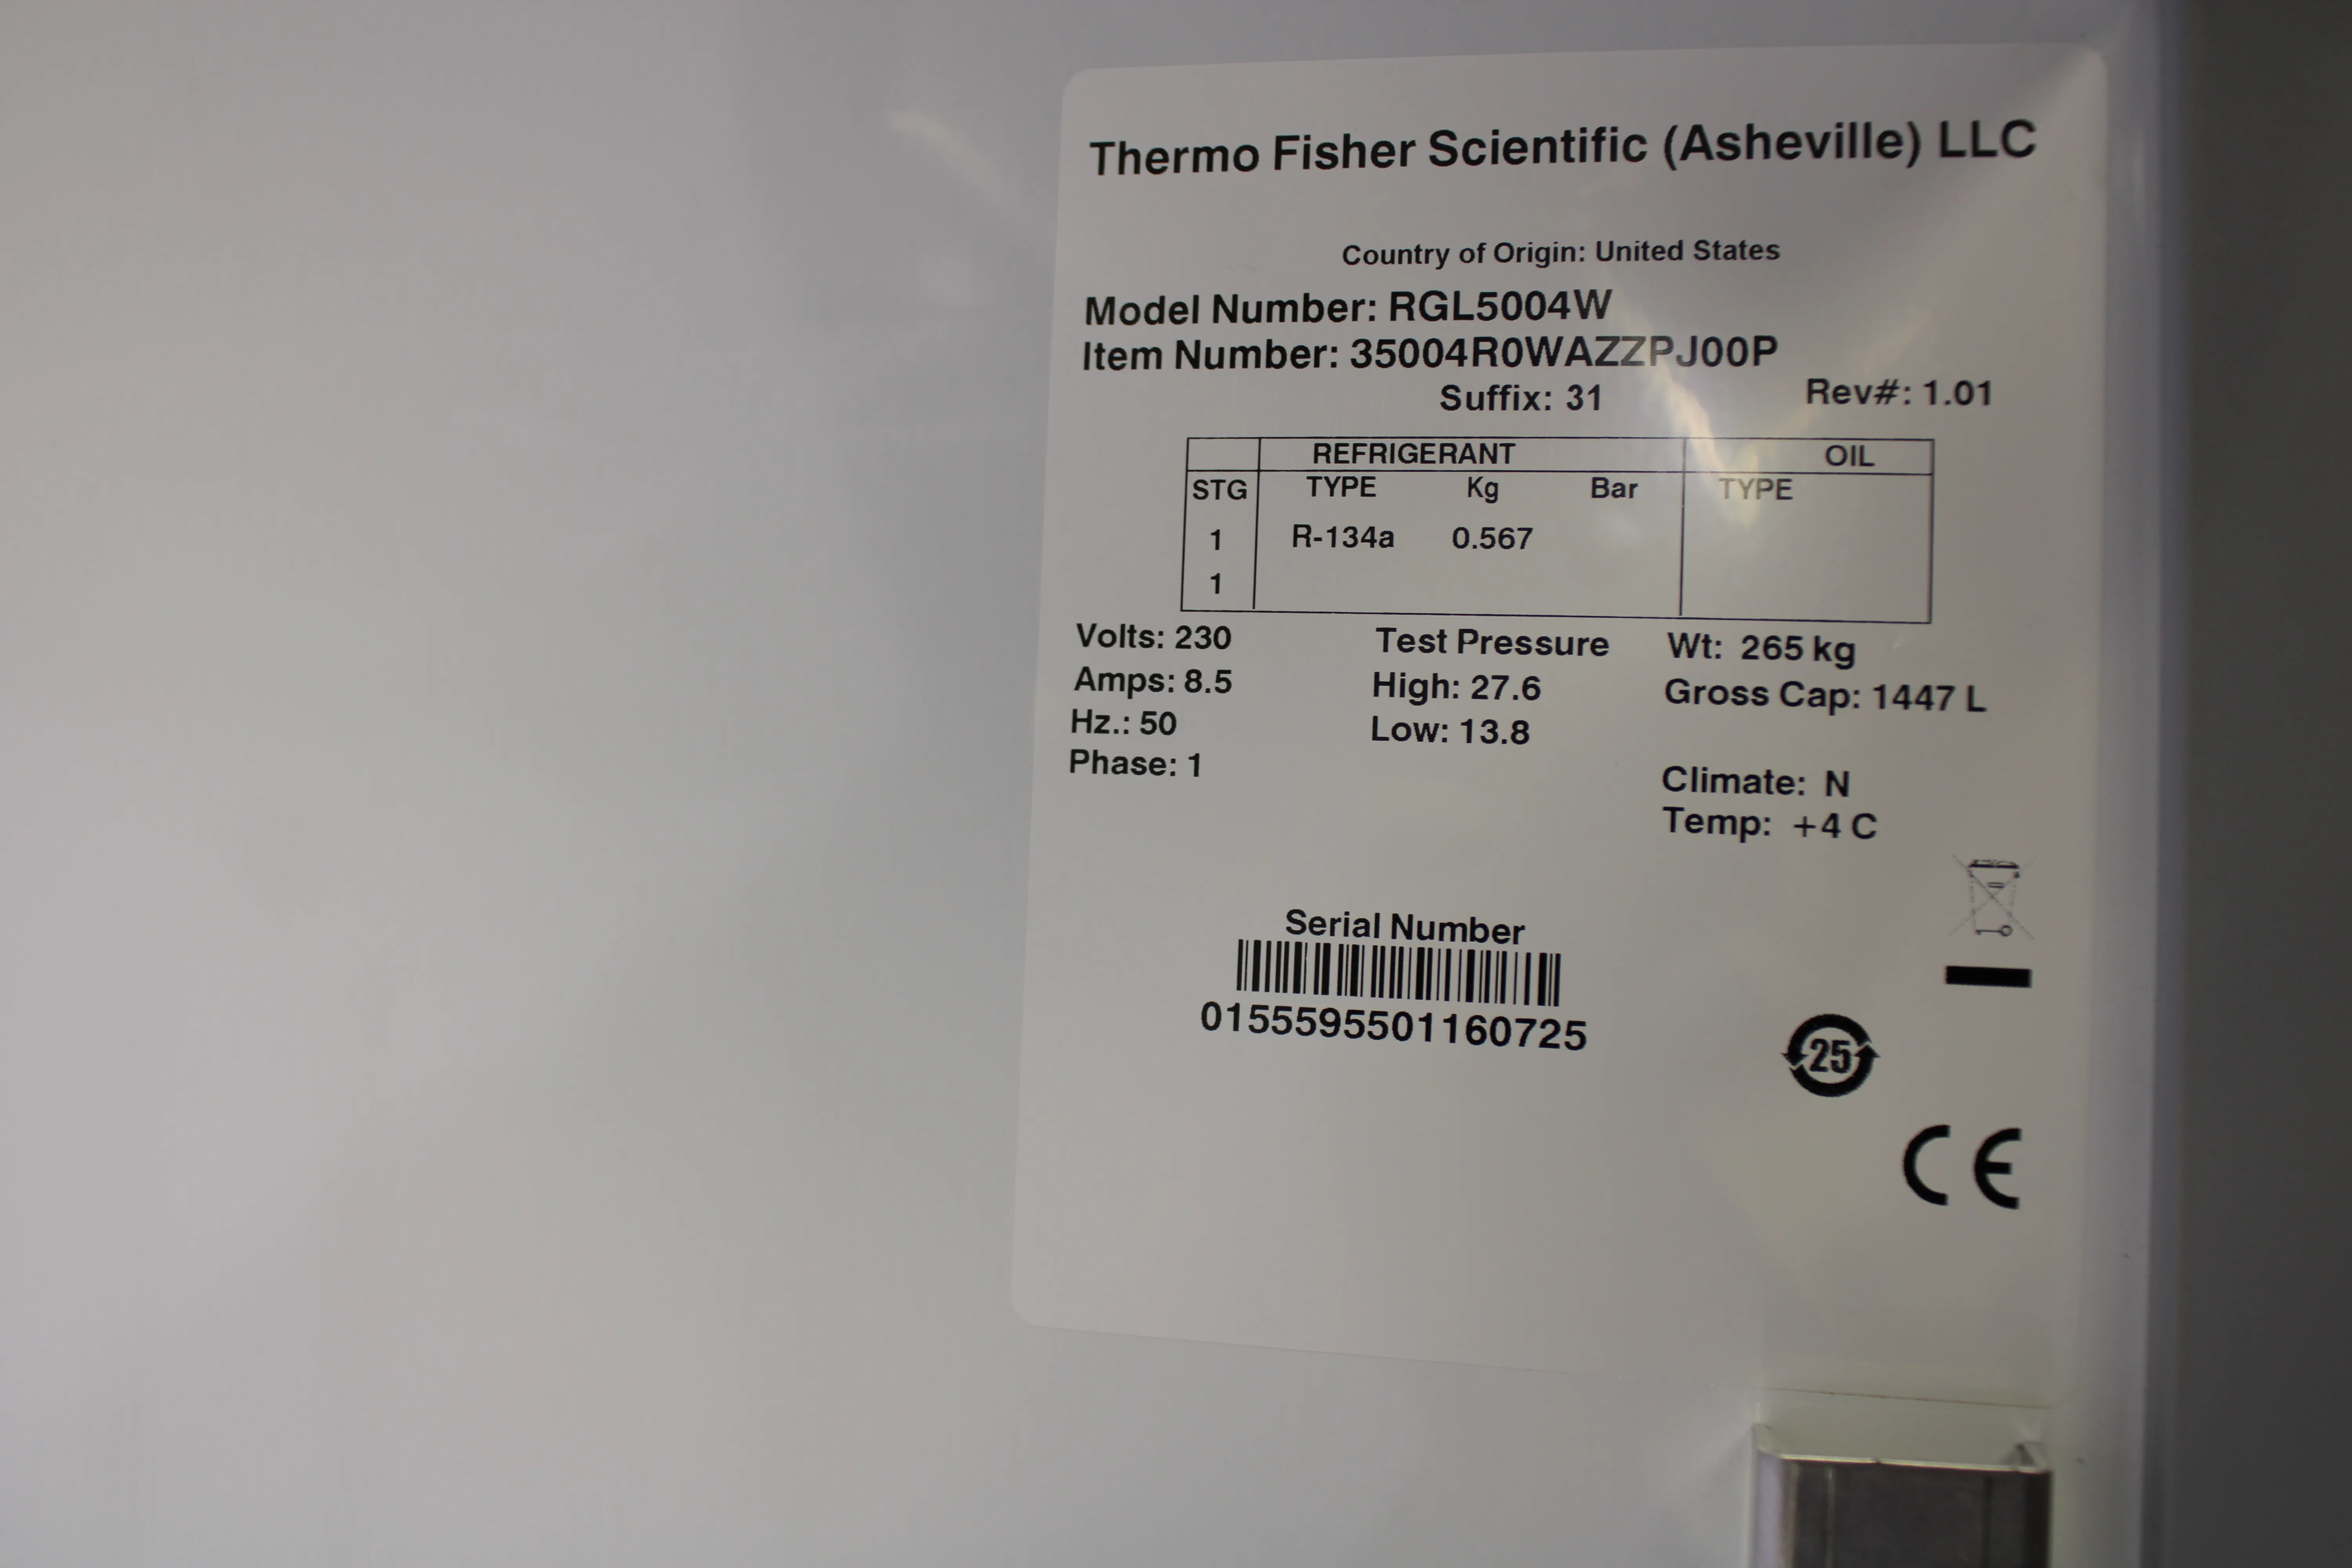 Thermo Fisher Scientific (Asheville) LLC
Country of Origin: United States
Model Number: RGL5004W
Item Number: 35004R0WAZZPJ00P
Suffix: 31 Rev#: 1.01
REFRIGERANT OIL
STG TYPE Kg Bar TYPE
1 R-134a 0.567
1
Volts: 230 Test Pressure Wt: 265 kg
Amps: 8.5 High: 27.6 Gross Cap: 1447 L
Hz.: 50 Low: 13.8
Phase: 1
Climate: N
Temp: +4 C
Serial Number
0155595501160725
25
CE